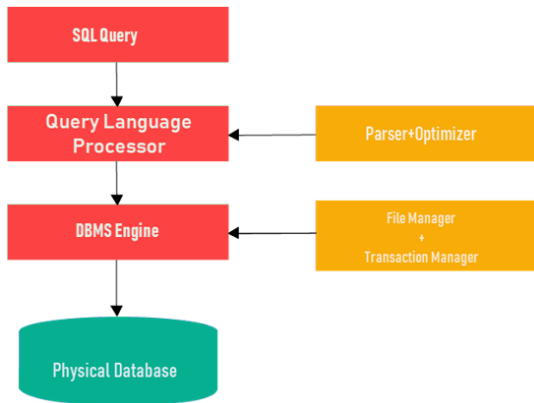 SQL Query
Query Language
Processor
Parser+Optimizer
DBMS Engine
File Manager
+
Transaction Manager
Physical Database